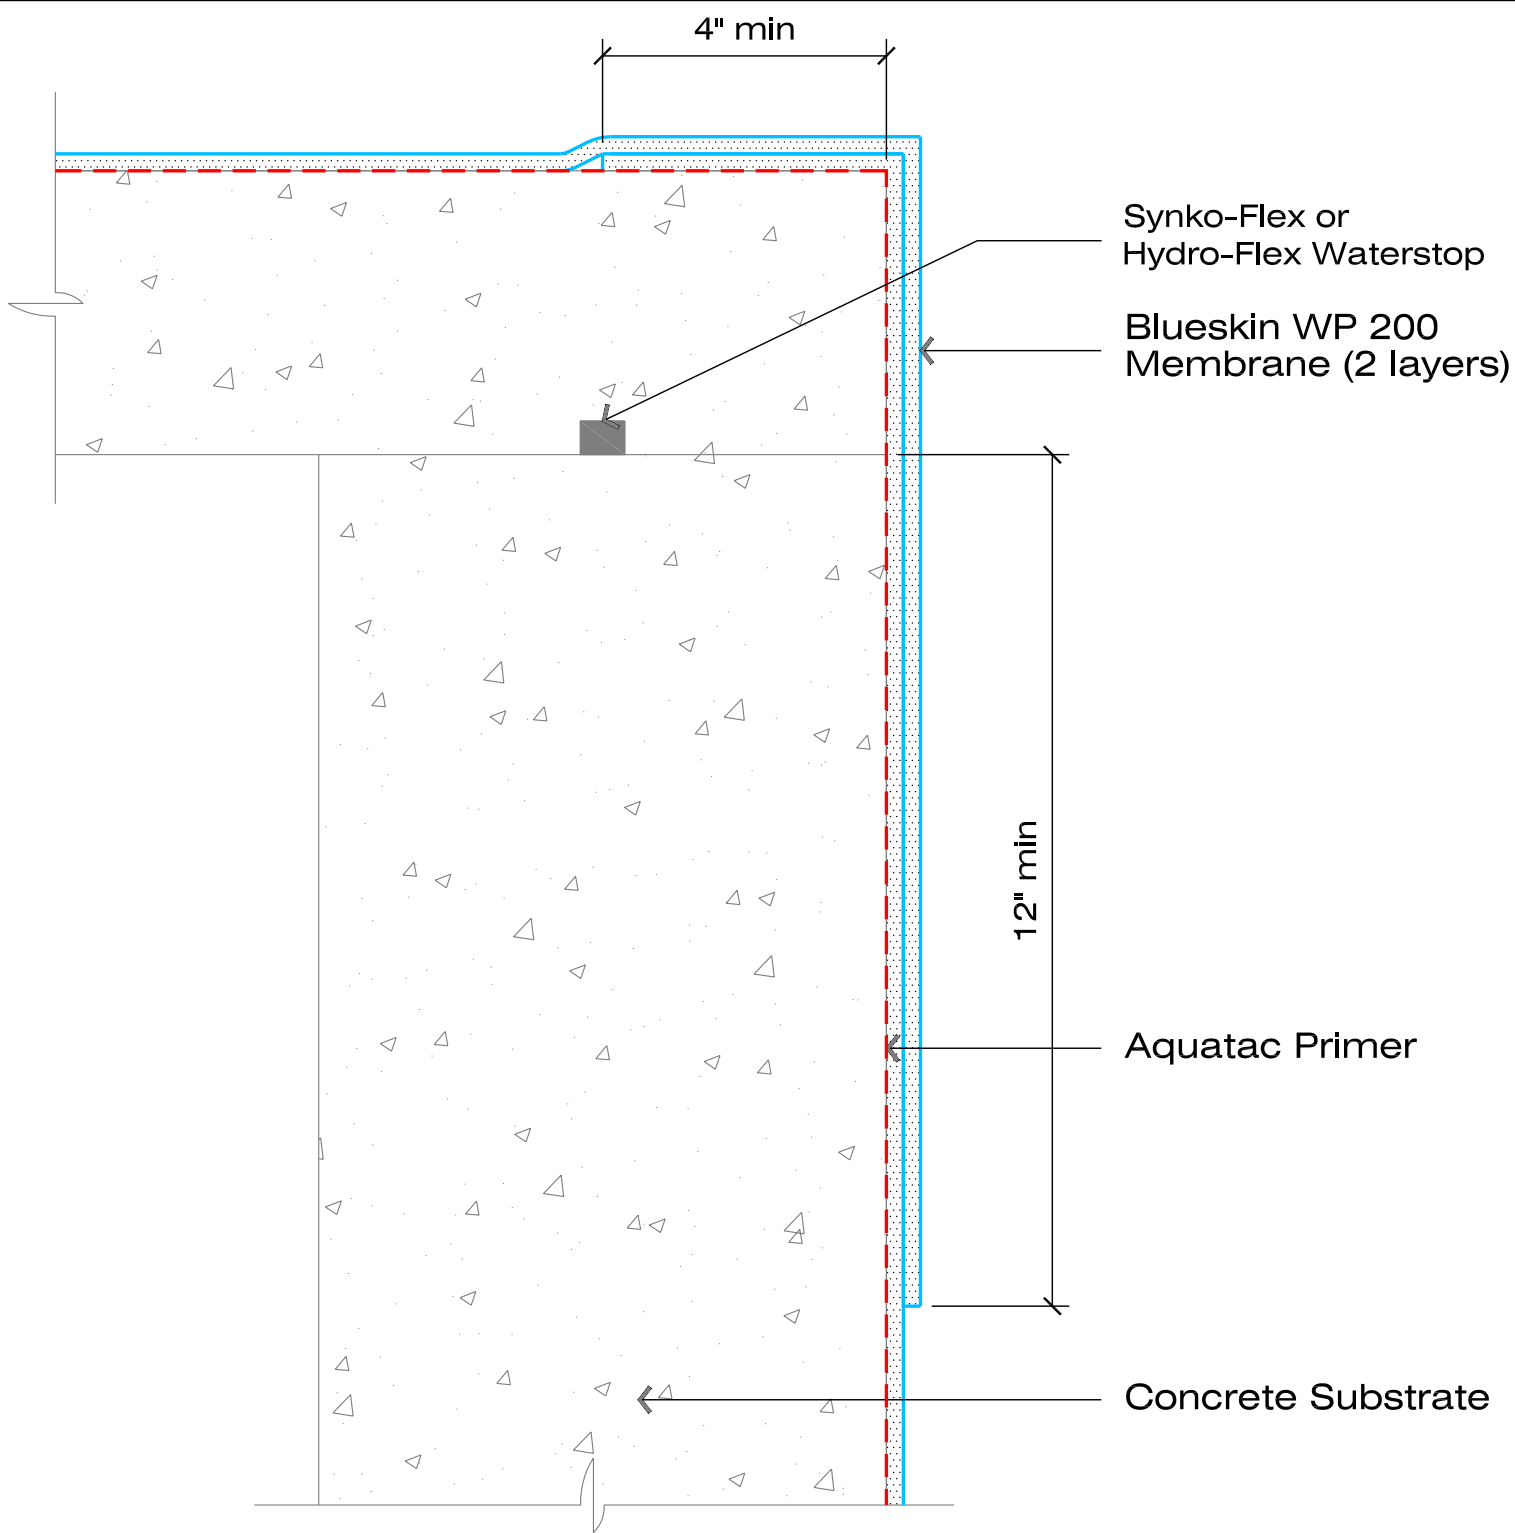 4" min
Synko-Flex or
Hydro-Flex Waterstop
Blueskin WP 200
Membrane (2 layers)
12" min
Aquatac Primer
Concrete Substrate